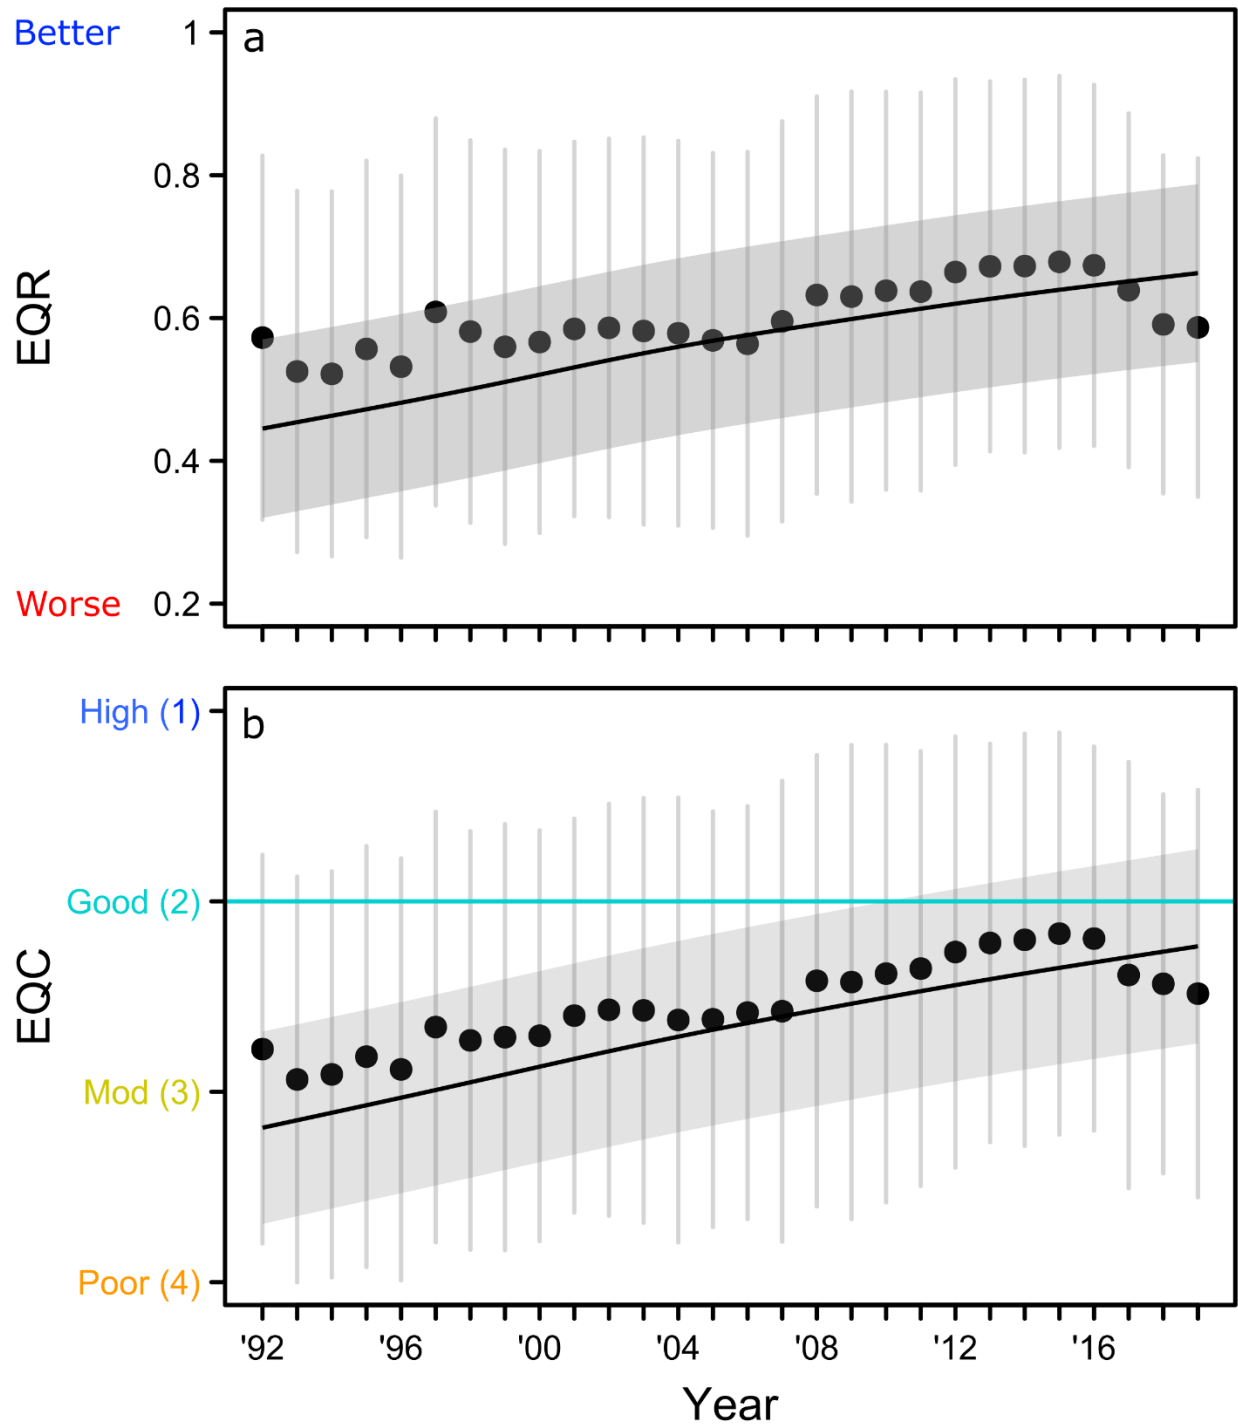 Better 1 a
0.8
EQR
0.6
0.4
Worse 0.2
High (1) b
Good (2)
EQC
Mod (3)
Poor (4)
'92 '96 '00 '04 '08 '12 '16
Year